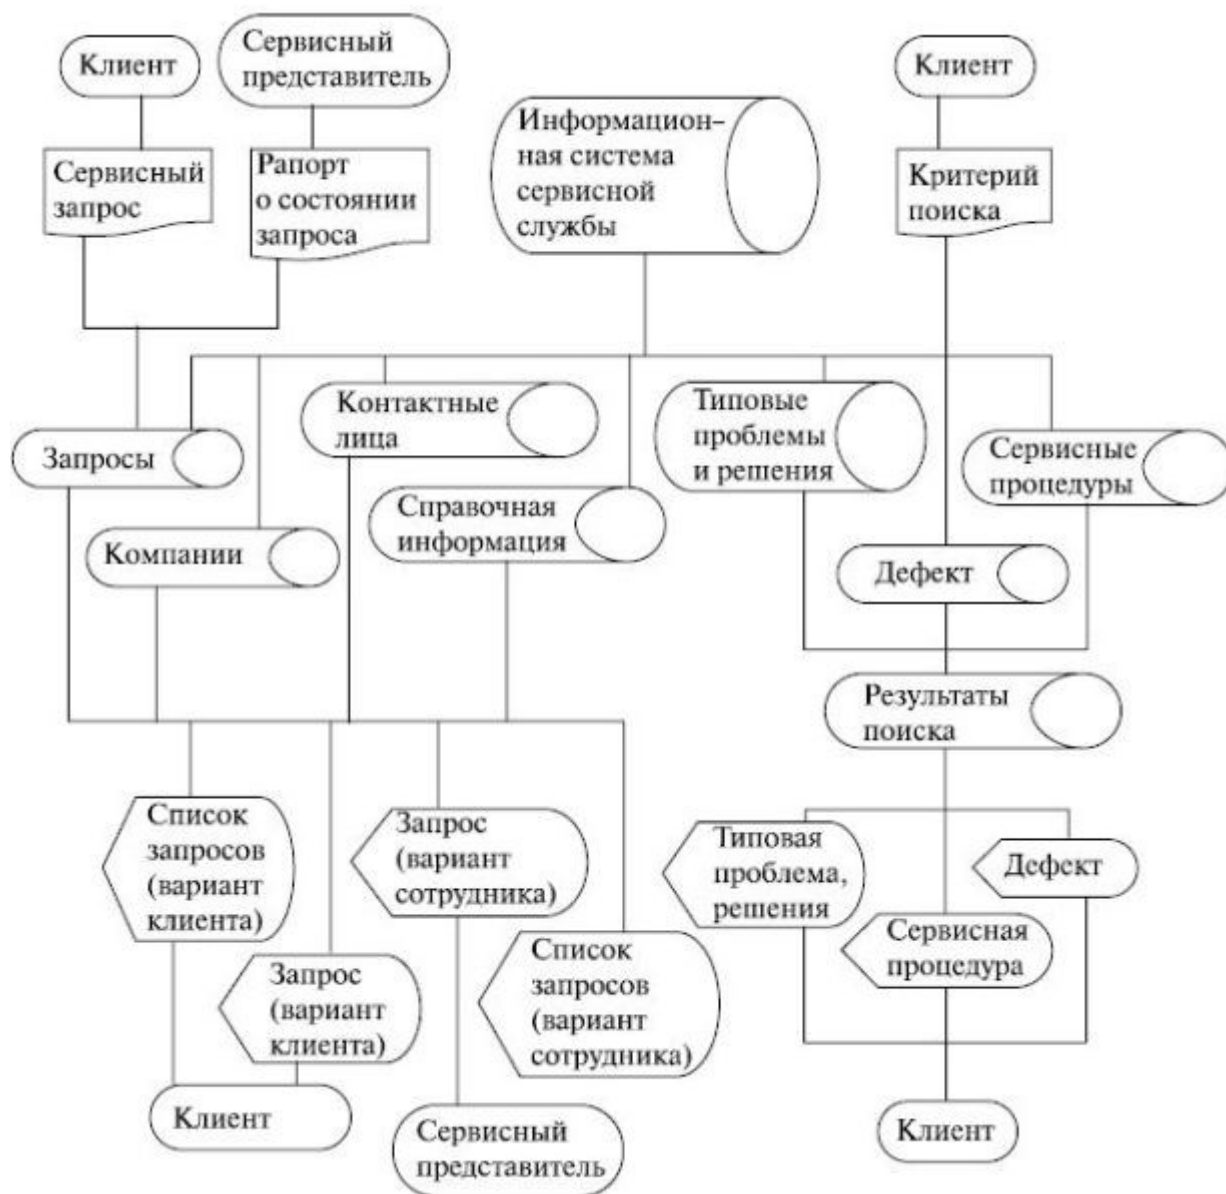 Клиент
Сервисный
представитель
Клиент
Информацион-
ная система
сервисной
службы
Сервисный
запрос
Рапорт
о состоянии
запроса
Критерий
поиска
Контактные
лица
Типовые
проблемы
и решения
Запросы
Сервисные
процедуры
Справочная
информация
Компании
Дефект
Результаты
поиска
Список
запросов
(вариант
клиента)
Запрос
(вариант
сотрудника)
Типовая
проблема,
решения
Дефект
Сервисная
процедура
Запрос
(вариант
клиента)
Список
запросов
(вариант
сотрудника)
Клиент
Сервисный
представитель
Клиент